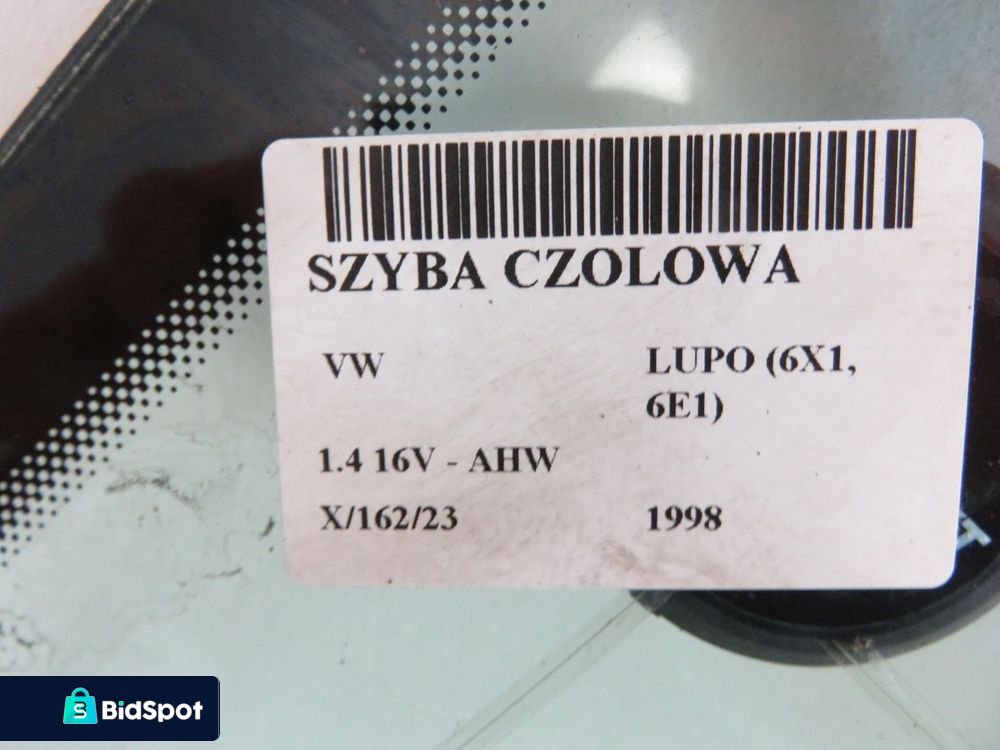 SZYBA CZOLOWA
VW
LUPO (6X1,
6E1)
1.4 16V - AHW
X/162/23
1998
BidSpot